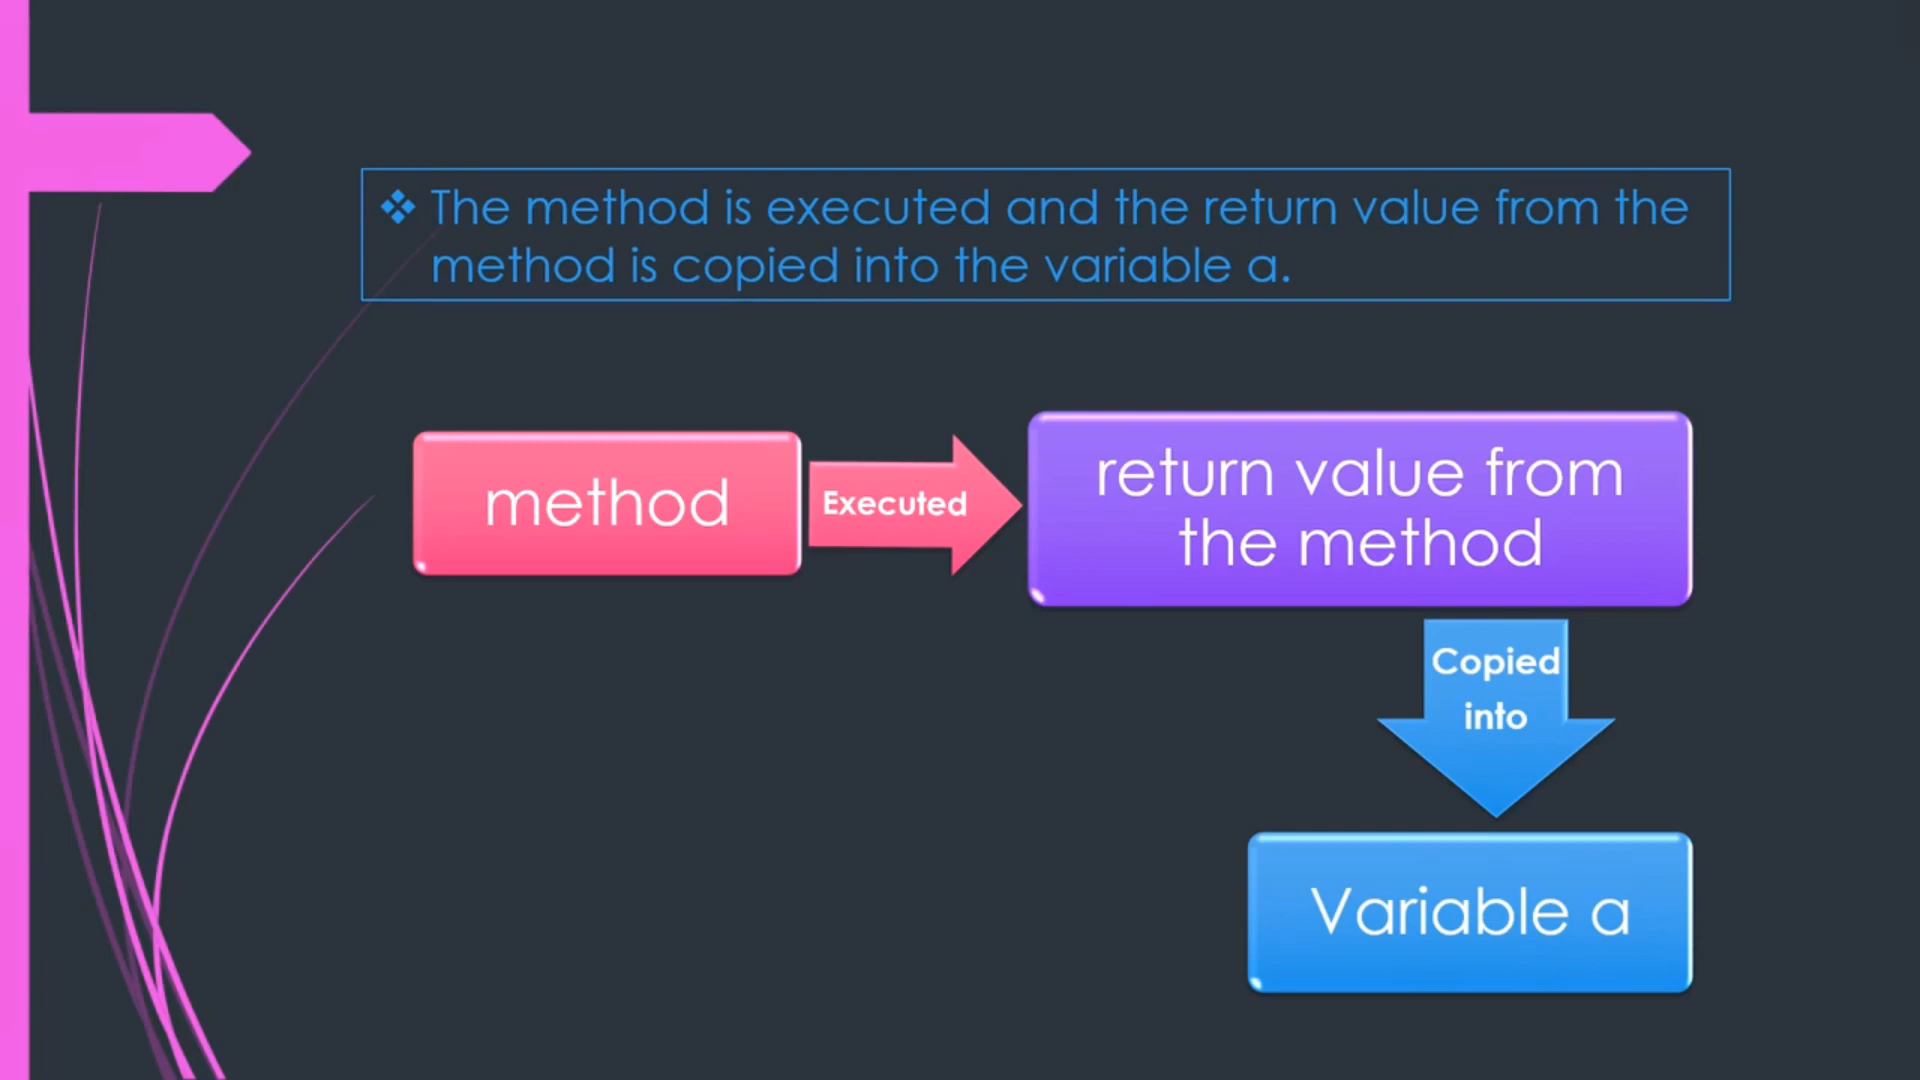 ❖ The method is executed and the return value from the
method is copied into the variable a.
method
Executed
return value from
the method
Copied
into
Variable a